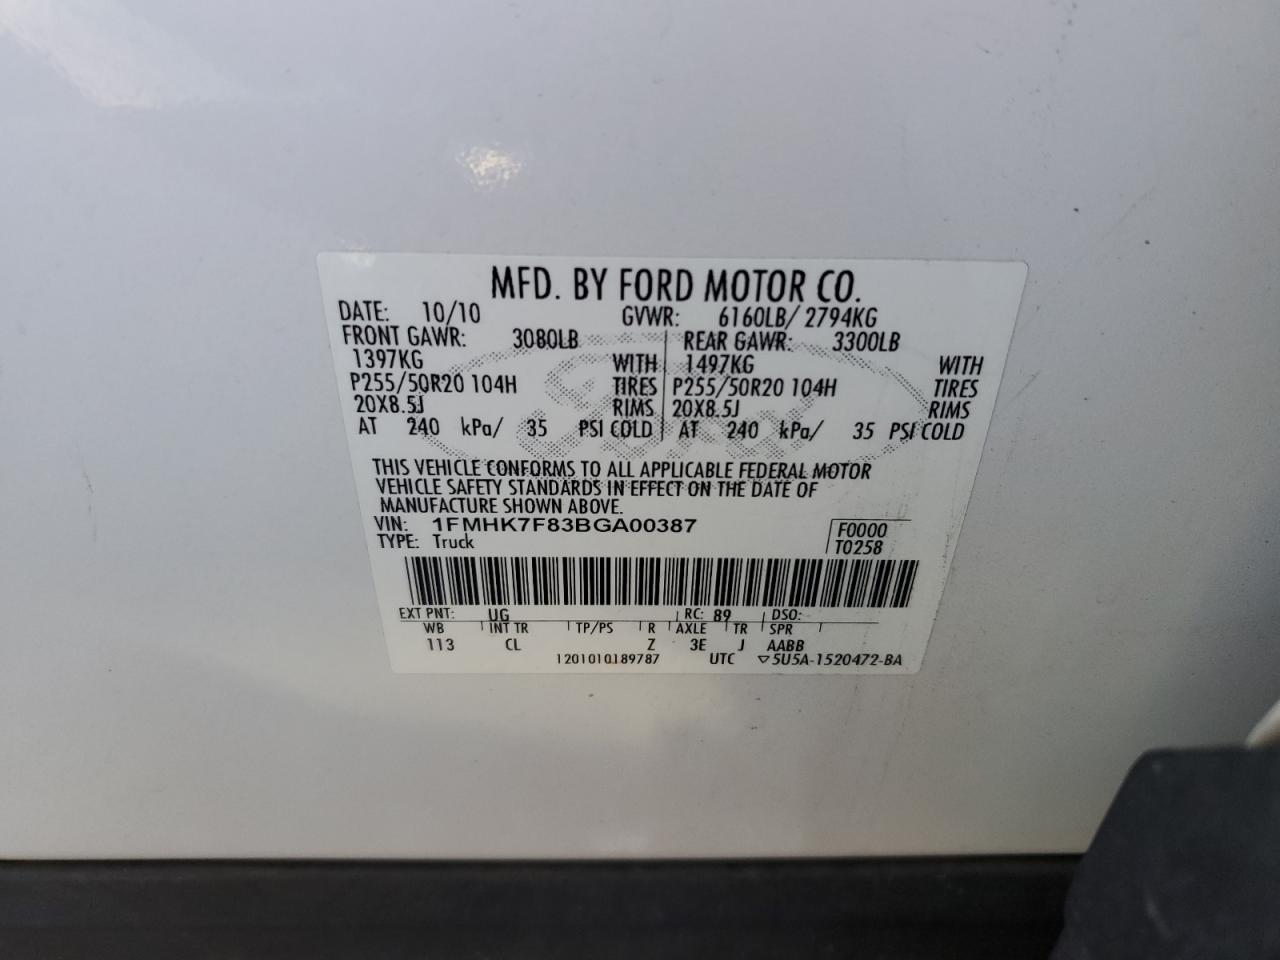 MFD. BY FORD MOTOR CO.
DATE: 10/10 GVWR: 6160LB/ 2794KG
FRONT GAWR: 3080LB REAR GAWR: 3300LB
1397KG WITH 1497KG WITH
P255/50R20 104H TIRES P255/50R20 104H TIRES
20X8.5J RIMS 20X8.5J RIMS
AT 240 kPa/ 35 PSI COLD AT 240 kPa/ 35 PSI COLD
Ford
THIS VEHICLE CONFORMS TO ALL APPLICABLE FEDERAL MOTOR
VEHICLE SAFETY STANDARDS IN EFFECT ON THE DATE OF
MANUFACTURE SHOWN ABOVE.
VIN: 1FMHK7F83BGA00387 F0000
TYPE: Truck T0258
EXT PNT: UG RC: 89 DSO:
WB INT TR TP/PS R AXLE TR SPR
113 CL Z 3E J AABB
1201010189787 UTC ▽5U5A-1520472-BA